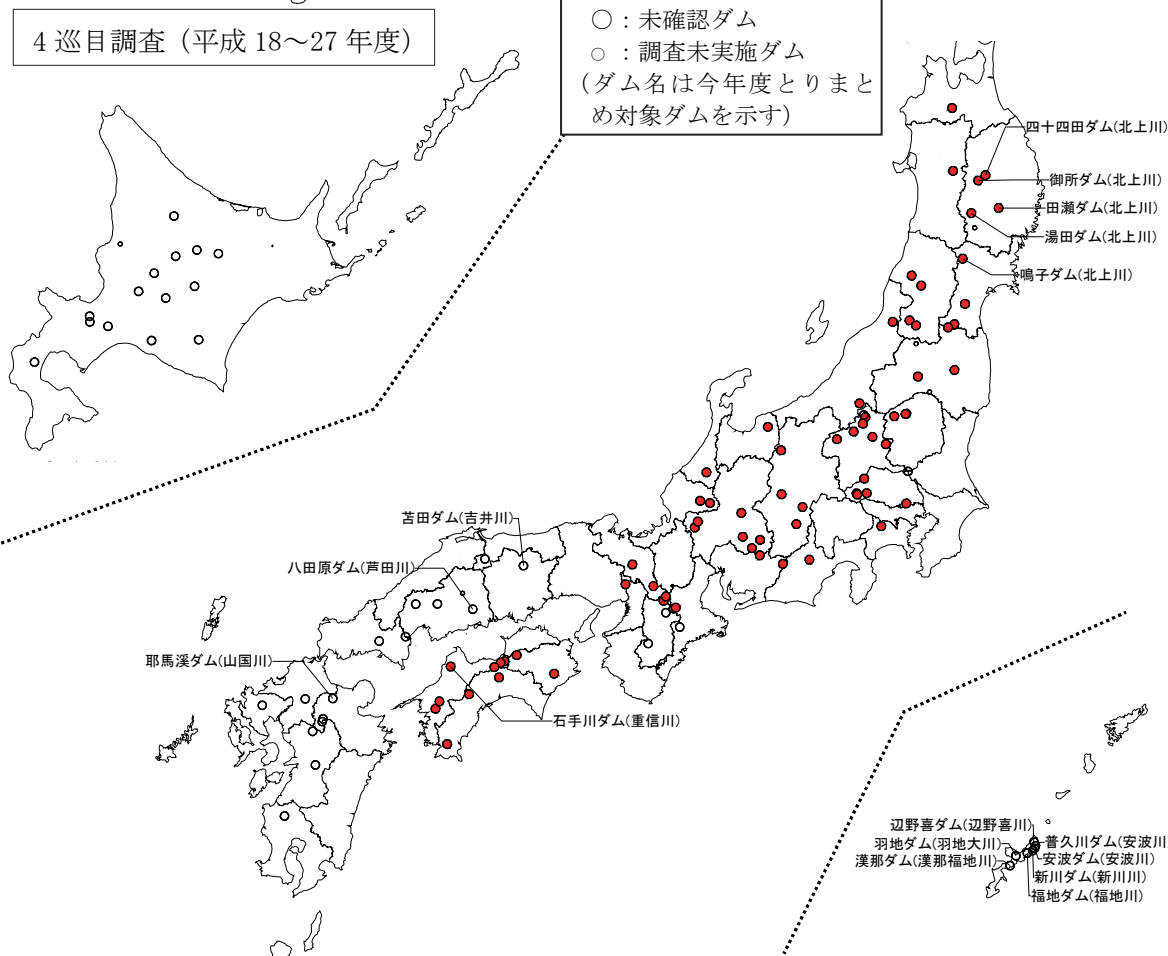 4 巡目調査（平成 18～27 年度）
○：未確認ダム
○：調査未実施ダム
(ダム名は今年度とりまと
め対象ダムを示す)
四十四田ダム(北上川)
御所ダム(北上川)
田瀬ダム(北上川)
湯田ダム(北上川)
鳴子ダム(北上川)
苫田ダム(吉井川)
八田原ダム(芦田川)
耶馬溪ダム(山国川)
石手川ダム(重信川)
辺野喜ダム(辺野喜川)
羽地ダム(羽地大川)
漢那ダム(漢那福地川)
普久川ダム(安波川
安波ダム(安波川)
新川ダム(新川川)
福地ダム(福地川)